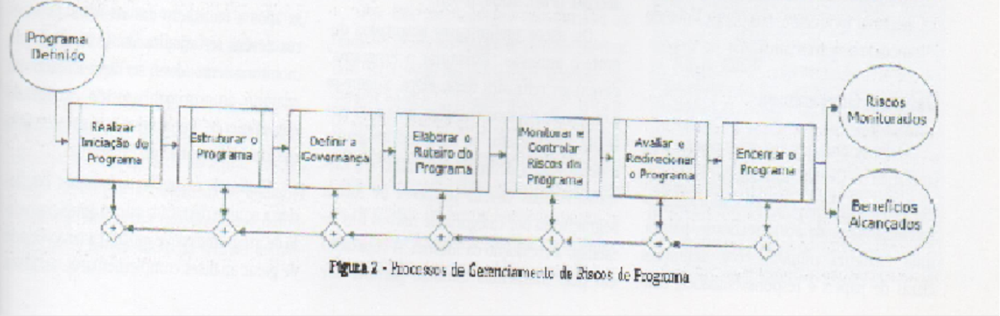 Programa
Definido
Realizar
Iniciação do
Programa
Estruturar o
Programa
Definir a
Governança
Elaborar o
Roteiro do
Programa
Monitorar e
Controlar
Riscos do
Programa
Avaliar e
Redirecionar
o Programa
Encerrar o
Programa
Riscos
Monitorados
Benefícios
Alcançados
Figura 2 - Processos de Gerenciamento de Riscos de Programa